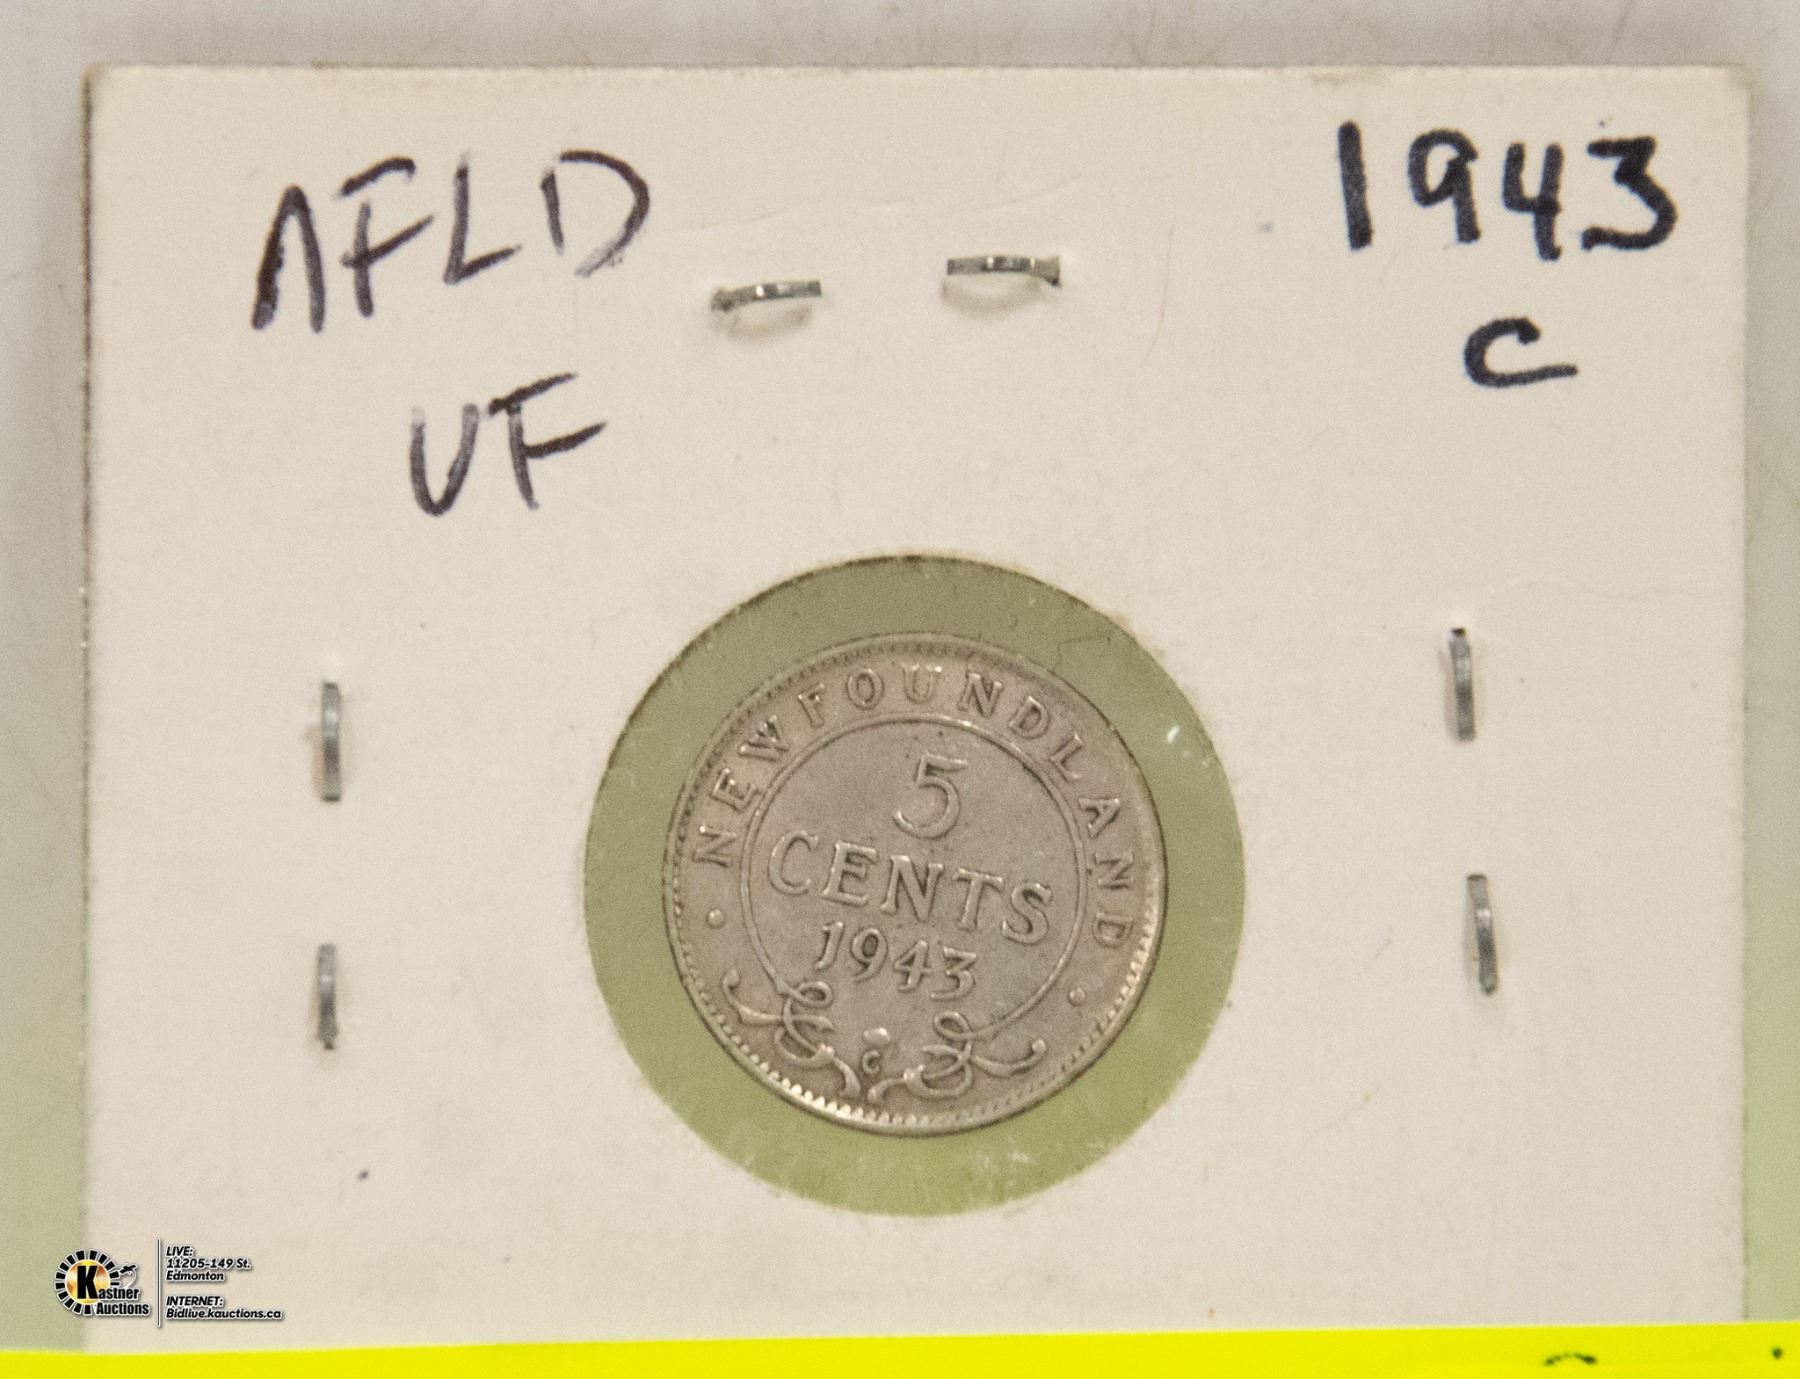 NFLD
VF
1943
C
NEWFOUNDLAND
5
CENTS
1943
C
Kastner
Auctions
LIVE:
11205-149 St.
Edmonton
INTERNET:
Bidlive.kauctions.ca